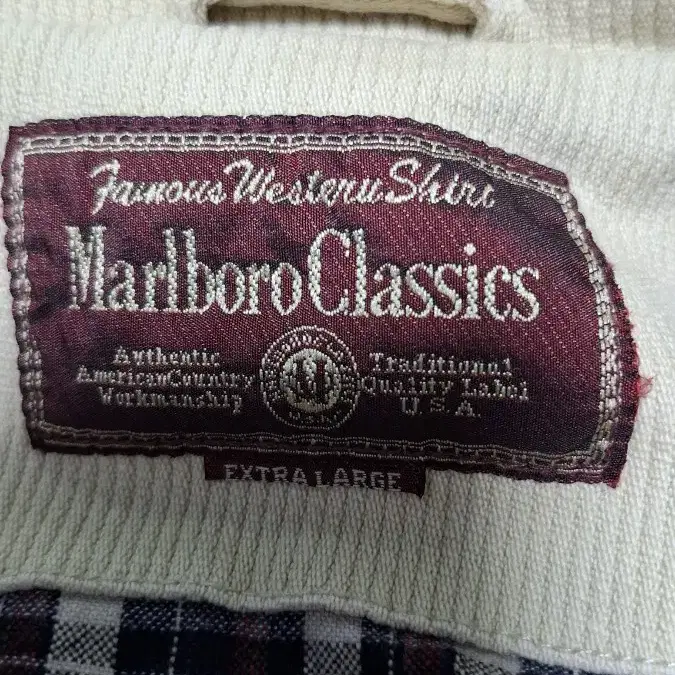 Famous Western Shirt
Marlboro Classics
Authentic
American Country
Workmanship
M
Traditional
Quality Label
U.S.A.
EXTRA LARGE